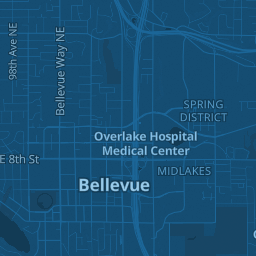 98th Ave NE
Bellevue Way NE
SPRING
DISTRICT
Overlake Hospital
Medical Center
E 8th St
MIDLAKES
Bellevue